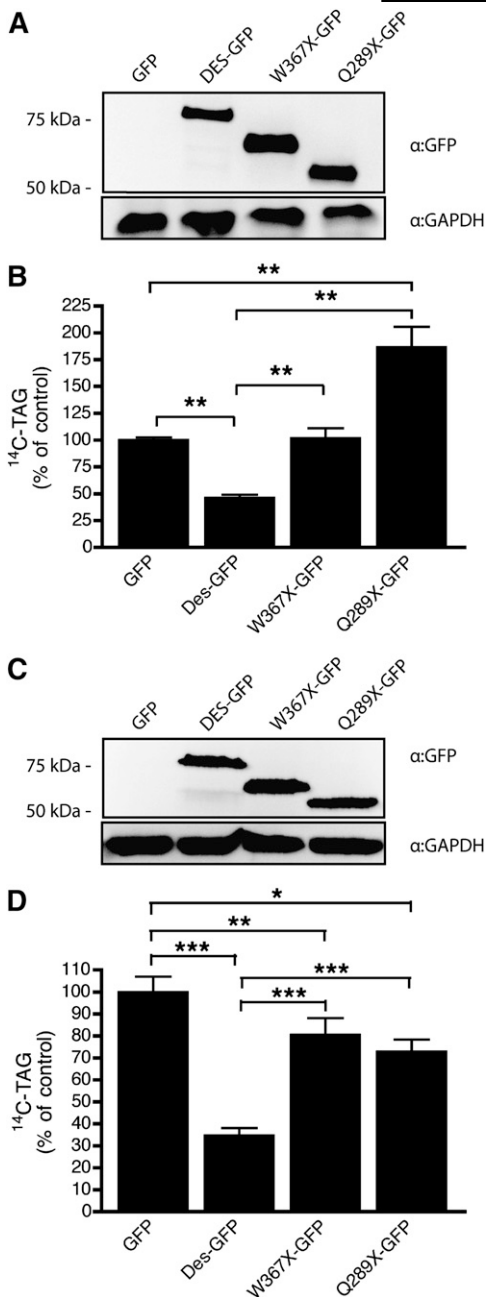 A
GFP
DES-GFP
W367X-GFP
Q289X-GFP
75 kDa -
α:GFP
50 kDa -
α:GAPDH
B
**
**
**
**
225
200
175
150
125
100
75
50
25
0
14C-TAG
(% of control)
GFP
Des-GFP
W367X-GFP
Q289X-GFP
C
GFP
DES-GFP
W367X-GFP
Q289X-GFP
75 kDa -
α:GFP
50 kDa -
α:GAPDH
D
*
**
***
***
***
110
100
90
80
70
60
50
40
30
20
10
0
14C-TAG
(% of control)
GFP
Des-GFP
W367X-GFP
Q289X-GFP